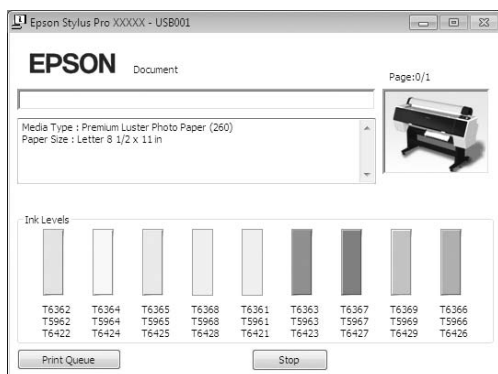 Epson Stylus Pro XXXXX - USB001
EPSON
Document
Page:0/1
Media Type : Premium Luster Photo Paper (260)
Paper Size : Letter 8 1/2 x 11 in
Ink Levels
T6362 T6364 T6365 T6368 T6361 T6363 T6367 T6369 T6366
T5962 T5964 T5965 T5968 T5961 T5963 T5967 T5969 T5966
T6422 T6424 T6425 T6428 T6421 T6423 T6427 T6429 T6426
Print Queue
Stop